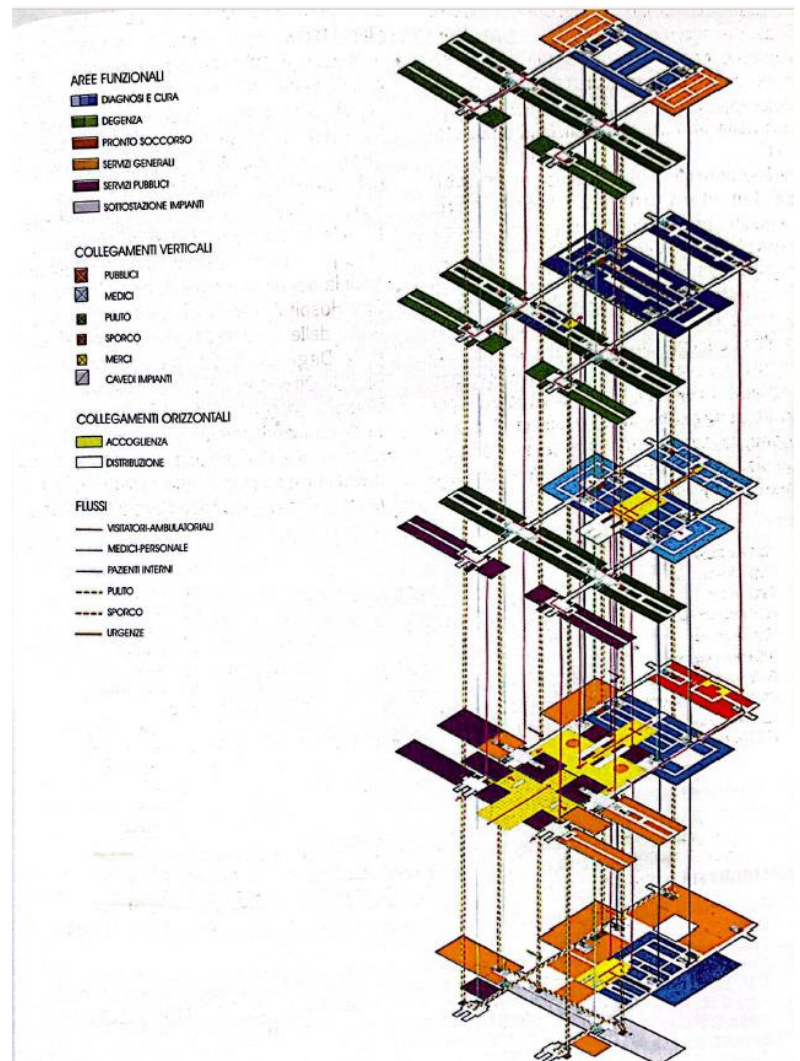 AREE FUNZIONALI
DIAGNOSI E CURA
DEGENZA
PRONTO SOCCORSO
SERVIZI GENERALI
SERVIZI PUBBLICI
SOTTOSTAZIONE IMPIANTI
COLLEGAMENTI VERTICALI
PUBBLICI
MEDICI
PULITO
SPORCO
MERCI
CAVEDI IMPIANTI
COLLEGAMENTI ORIZZONTALI
ACCOGLIENZA
DISTRIBUZIONE
FLUSSI
VISITATORI-AMBULATORIALI
MEDICI-PERSONALE
PAZIENTI INTERNI
PULITO
SPORCO
URGENZE